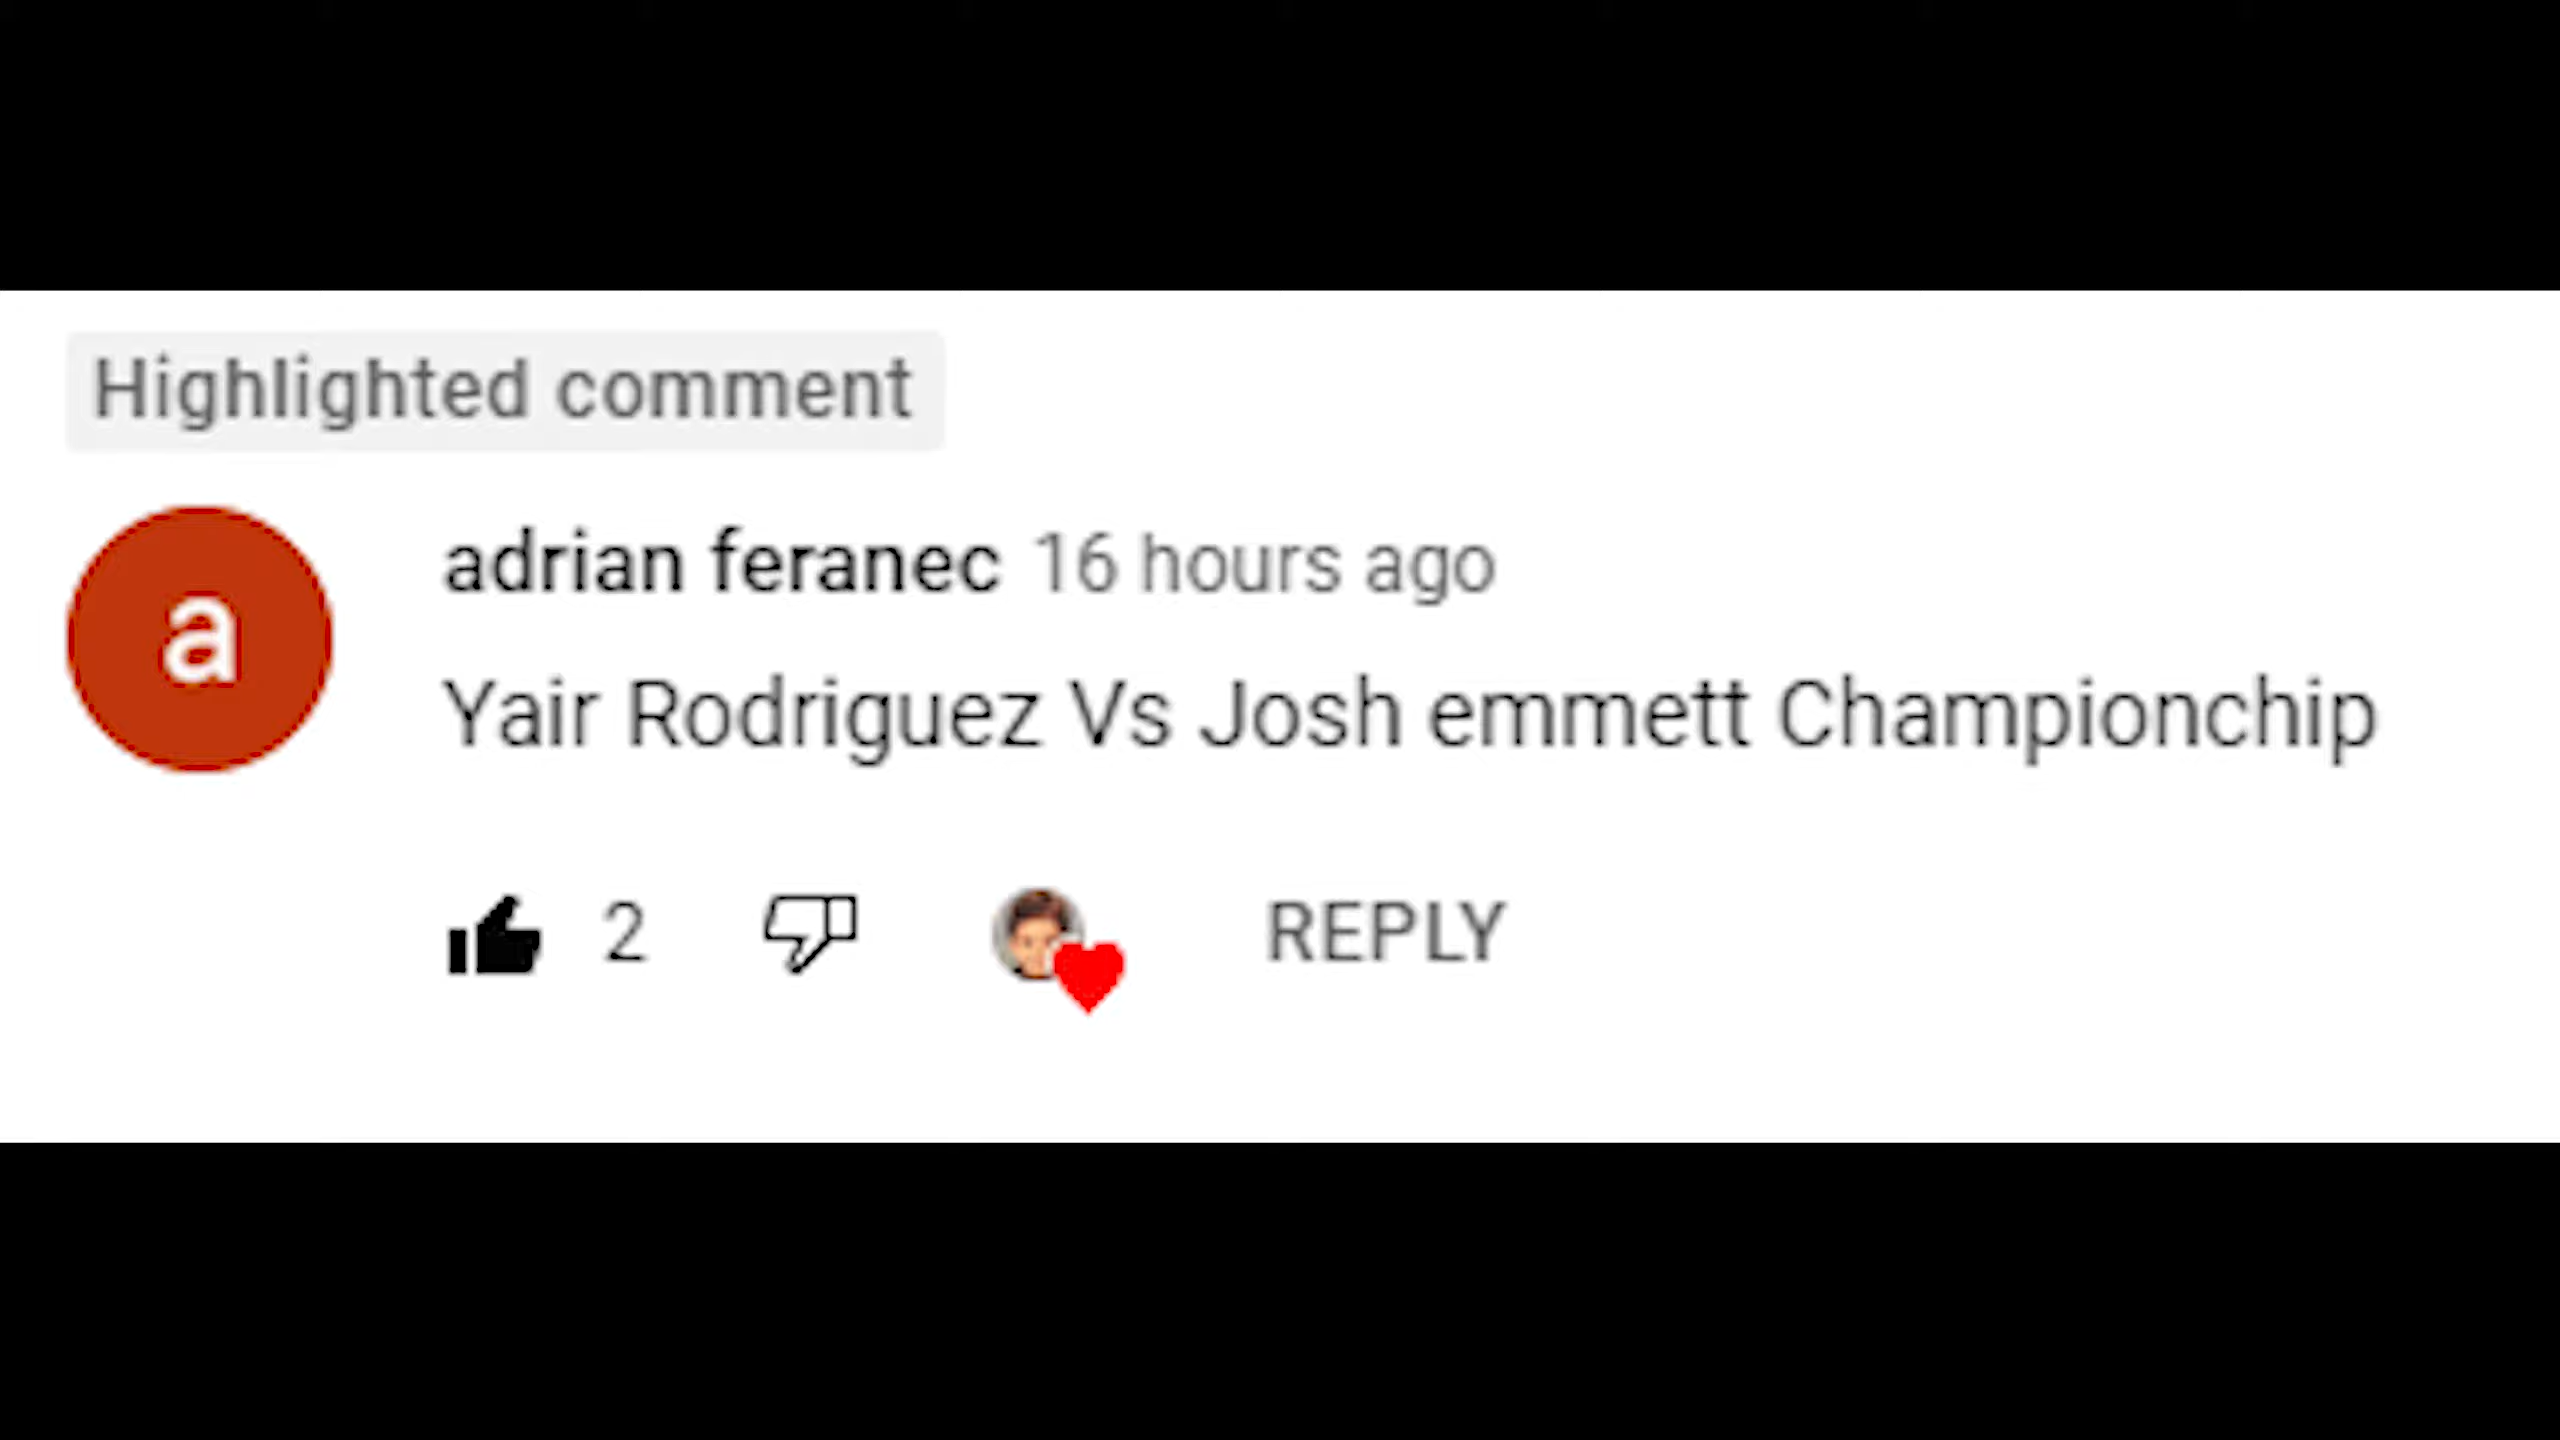 Highlighted comment
a
adrian feranec 16 hours ago
Yair Rodriguez Vs Josh emmett Championchip
2 REPLY